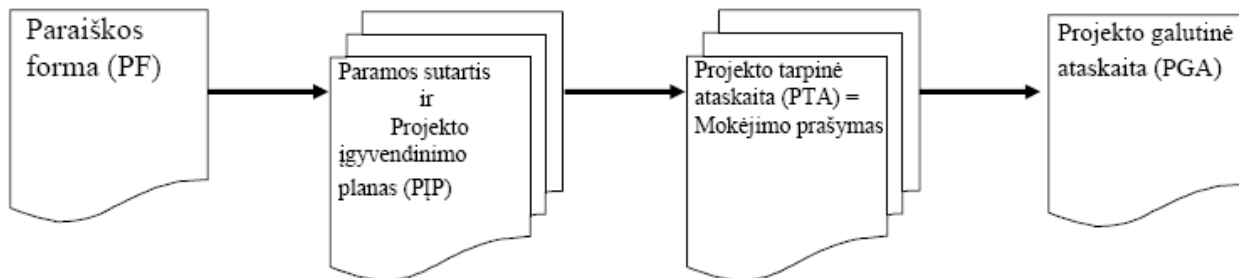 Paraiškos
forma (PF)
Paramos sutartis
ir
Projekto
įgyvendinimo
planas (PĮP)
Projekto tarpinė
ataskaita (PTA) =
Mokėjimo prašymas
Projekto galutinė
ataskaita (PGA)